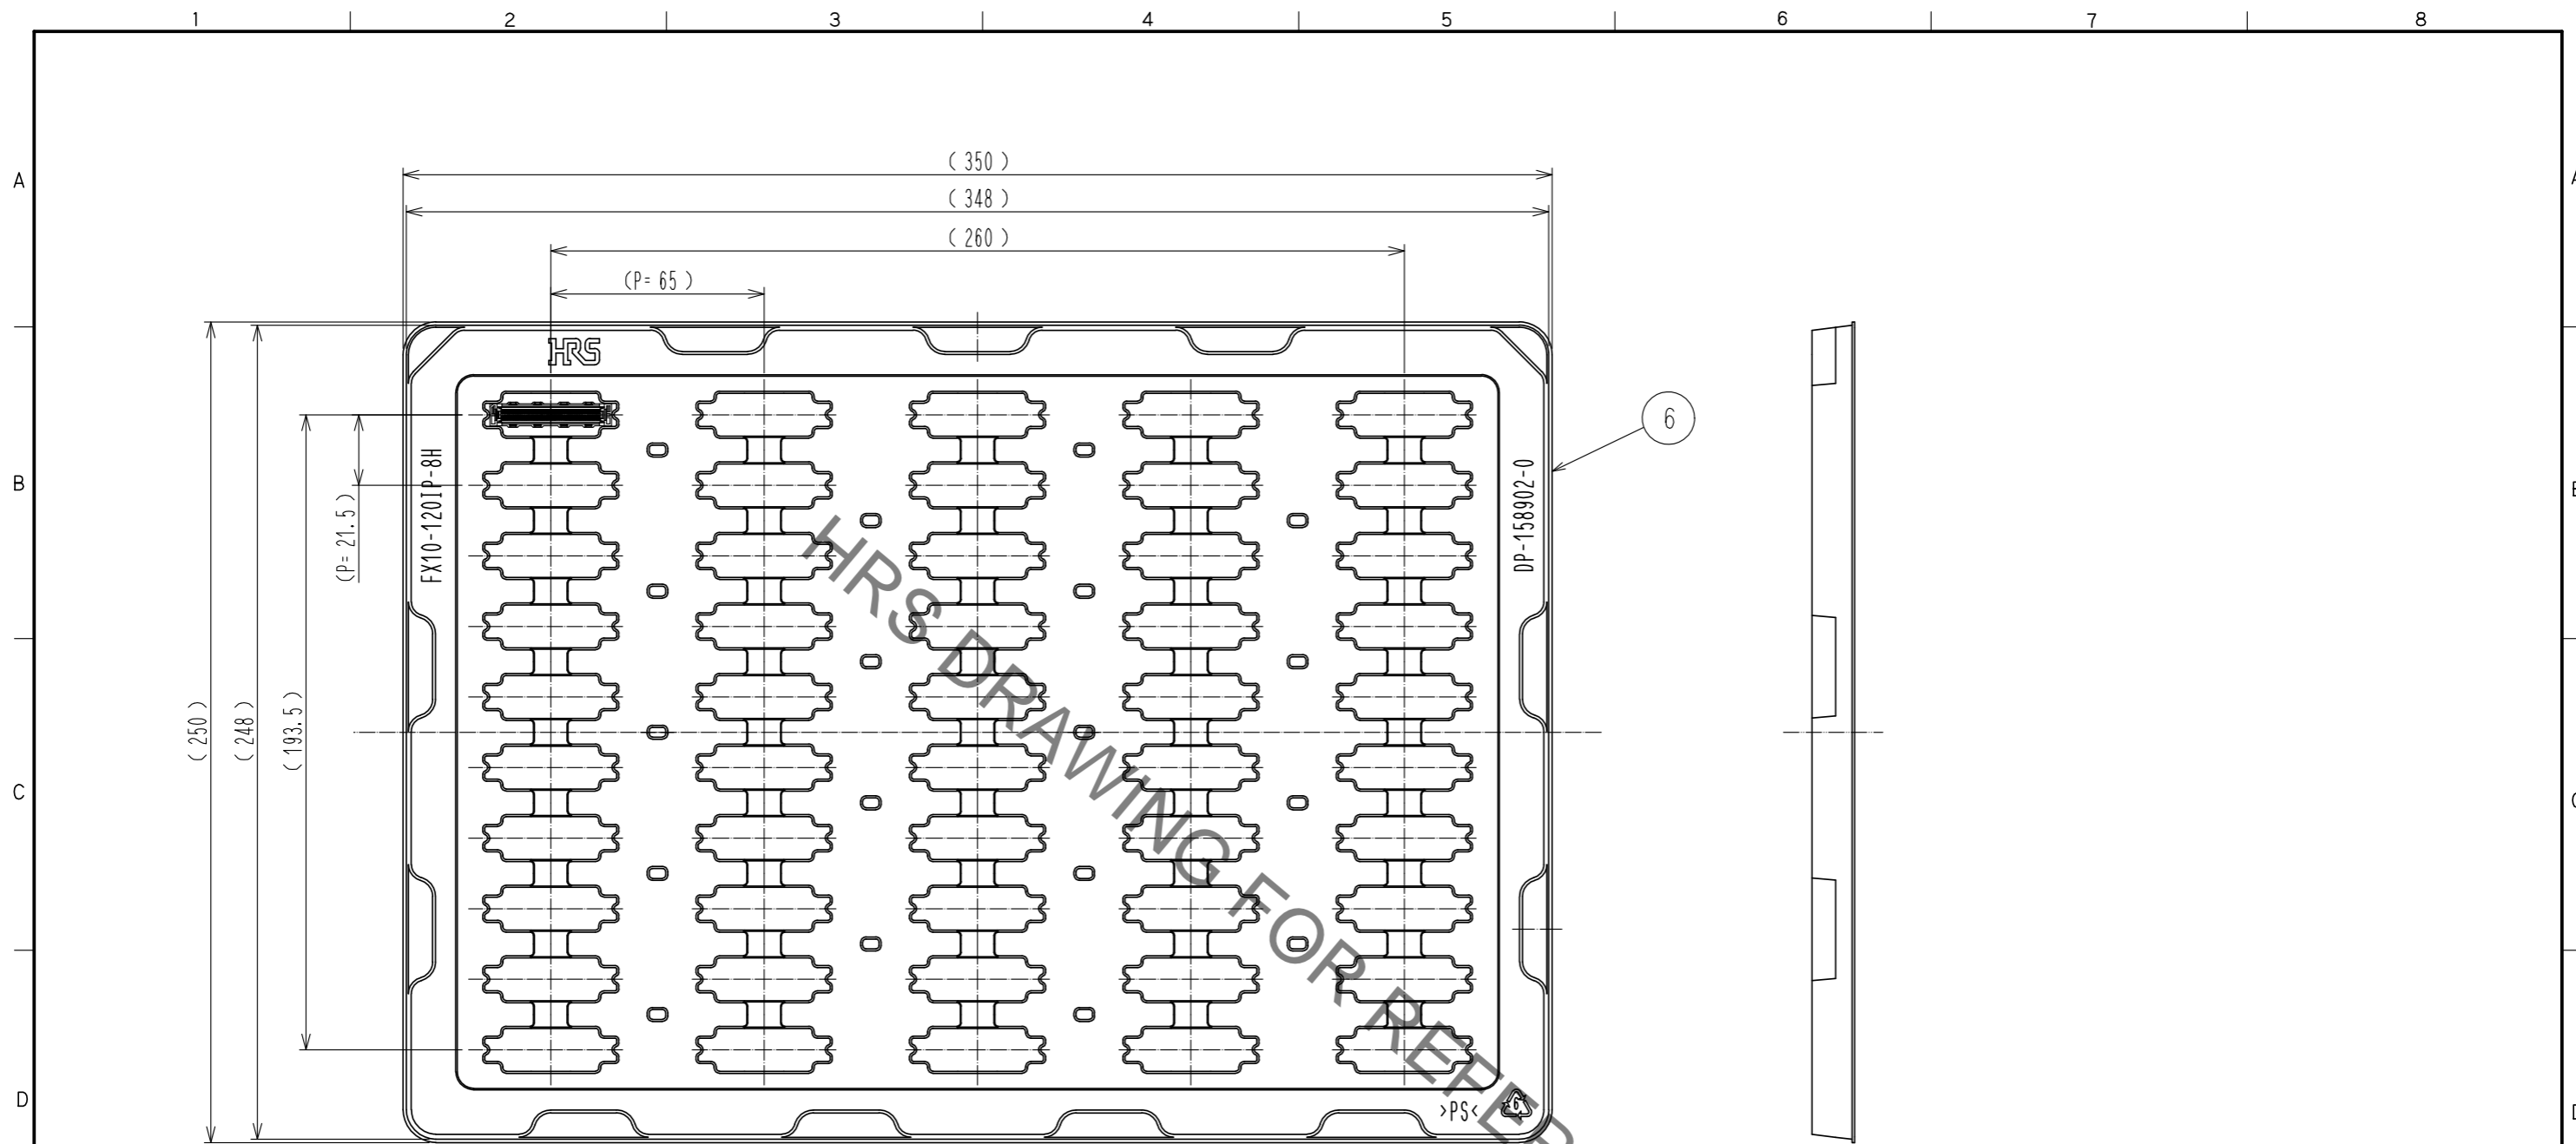 1 2 3 4 5 6 7 8
A
( 350 )
( 348 )
( 260 )
(P= 65 )
HRS
6
B
FX10-120IP-8H
(P= 21.5 )
DP-158902-0
( 250 )
( 248 )
( 193.5 )
C
D
>PS<
6
HRS DRAWING FOR REFER